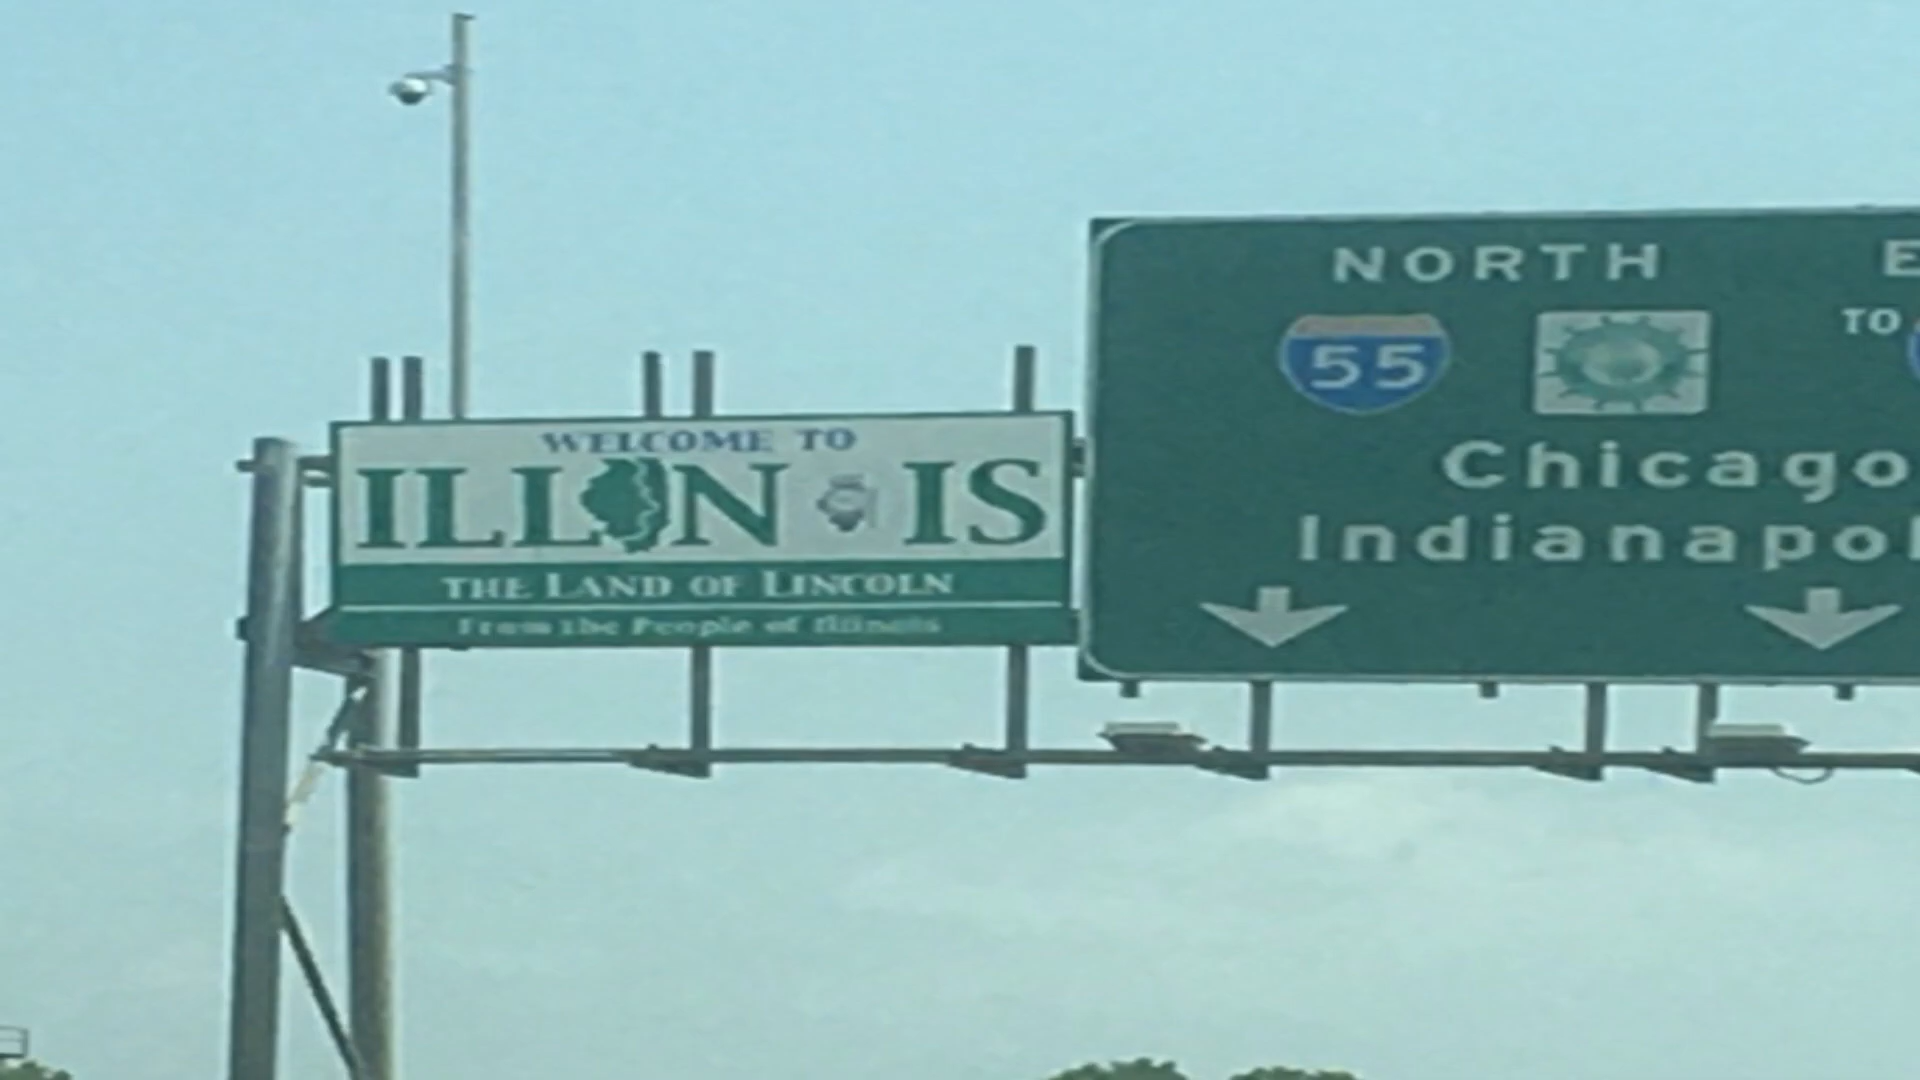 WELCOME TO
ILLINOIS
THE LAND OF LINCOLN
From the People of Illinois
NORTH E
55 TO
Chicago
Indianapol